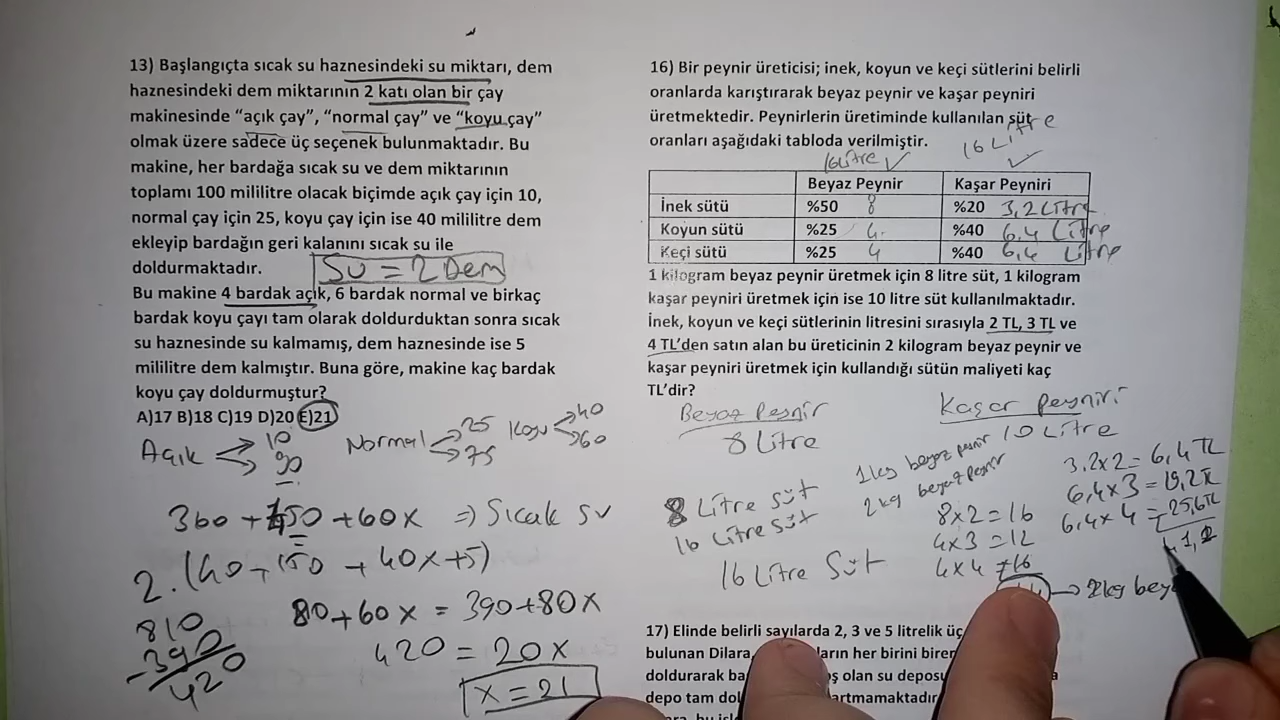 13) Başlangıçta sıcak su haznesindeki su miktarı, dem
haznesindeki dem miktarının 2 katı olan bir çay
makinesinde “açık çay”, “normal çay” ve “koyu çay”
olmak üzere sadece üç seçenek bulunmaktadır. Bu
makine, her bardağa sıcak su ve dem miktarının
toplamı 100 mililitre olacak biçimde açık çay için 10,
normal çay için 25, koyu çay için ise 40 mililitre dem
ekleyip bardağın geri kalanını sıcak su ile
doldurmaktadır.
Su = 2 Dem
Bu makine 4 bardak açık, 6 bardak normal ve birkaç
bardak koyu çayı tam olarak doldurduktan sonra sıcak
su haznesinde su kalmamış, dem haznesinde ise 5
mililitre dem kalmıştır. Buna göre, makine kaç bardak
koyu çay doldurmuştur?
A)17 B)18 C)19 D)20 E)21
Açık 10 90 Normal 25 75 Koyu 40 60
360 + 450 + 60x => Sıcak su
2. (40 + 150 + 40x + 5)
810
- 390
420
80 + 60x = 390 + 80x
420 = 20x
x = 21
16) Bir peynir üreticisi; inek, koyun ve keçi sütlerini belirli
oranlarda karıştırarak beyaz peynir ve kaşar peyniri
üretmektedir. Peynirlerin üretiminde kullanılan süt
oranları aşağıdaki tabloda verilmiştir.
16 Litre 16 Litre
Beyaz Peynir Kaşar Peyniri
İnek sütü %50 8 %20 3,2 Litre
Koyun sütü %25 4 %40 6,4 Litre
Keçi sütü %25 4 %40 6,4 Litre
1 kilogram beyaz peynir üretmek için 8 litre süt, 1 kilogram
kaşar peyniri üretmek için ise 10 litre süt kullanılmaktadır.
İnek, koyun ve keçi sütlerinin litresini sırasıyla 2 TL, 3 TL ve
4 TL’den satın alan bu üreticinin 2 kilogram beyaz peynir ve
kaşar peyniri üretmek için kullandığı sütün maliyeti kaç
TL’dir?
Beyaz Peynir
8 Litre
Kaşar Peyniri
10 Litre
8 Litre Süt 1kg beyaz peynir
16 Litre Süt 2kg beyaz peynir
16 Litre Süt
8x2 = 16
4x3 = 12
4x4 = 16
3,2x2 = 6,4 TL
6,4x3 = 19,2 TL
6,4x4 = 25,6 TL
2kg
17) Elinde belirli sayılarda 2, 3 ve 5 litrelik üç
bulunan Dilara, her birini
doldurarak olan su
depo tam